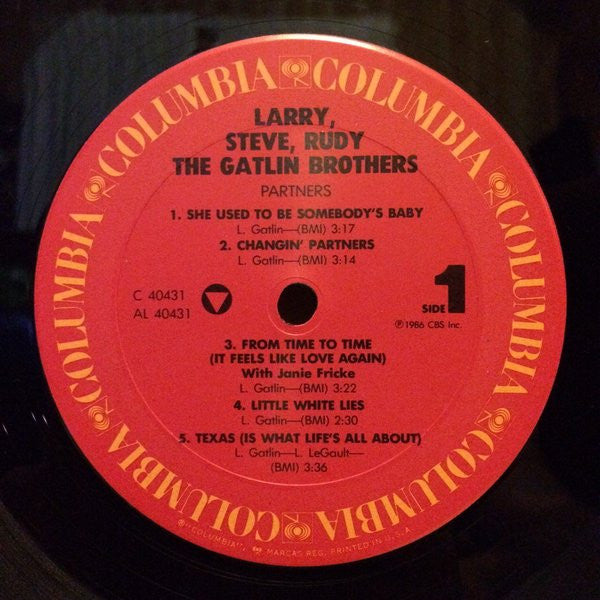 COLUMBIA COLUMBIA COLUMBIA COLUMBIA COLUMBIA COLUMBIA COLUMBIA
LARRY,
STEVE, RUDY
THE GATLIN BROTHERS
PARTNERS
1. SHE USED TO BE SOMEBODY'S BABY
L. Gatlin—(BMI) 3:17
2. CHANGIN' PARTNERS
L. Gatlin—(BMI) 3:14
C 40431
AL 40431
SIDE 1
℗1986 CBS Inc.
3. FROM TIME TO TIME
(IT FEELS LIKE LOVE AGAIN)
With Janie Fricke
L. Gatlin—(BMI) 3:22
4. LITTLE WHITE LIES
L. Gatlin—(BMI) 2:30
5. TEXAS (IS WHAT LIFE'S ALL ABOUT)
L. Gatlin—L. LeGault—
(BMI) 3:36
"COLUMBIA", MARCAS REG. PRINTED IN U.S.A.